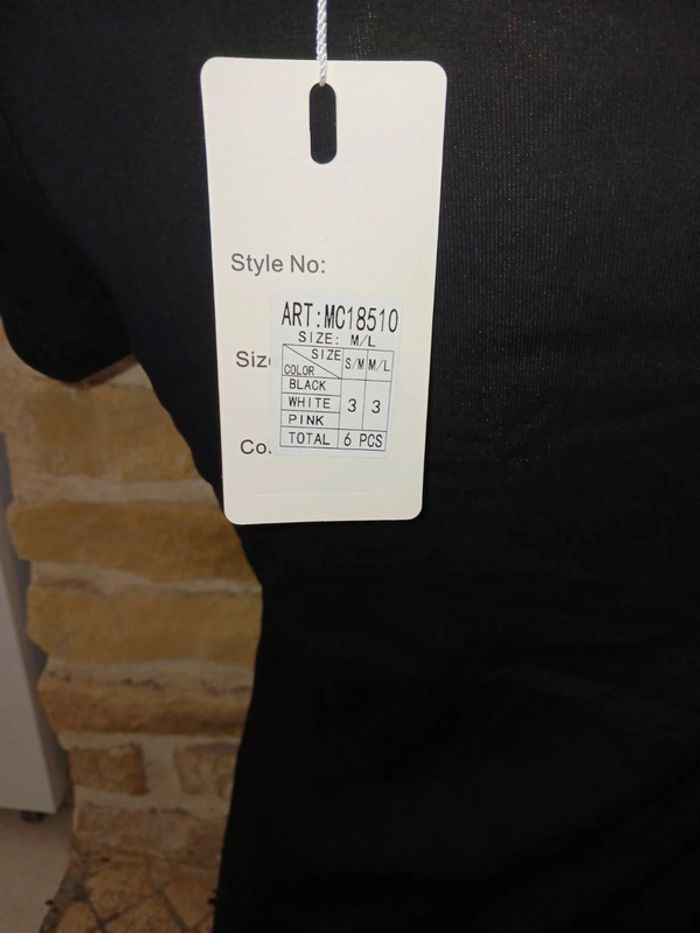 Style No:
ART:MC18510
SIZE: M/L
Siz
SIZE S/M M/L
COLOR
BLACK
WHITE 3 3
PINK
Co.
TOTAL 6 PCS